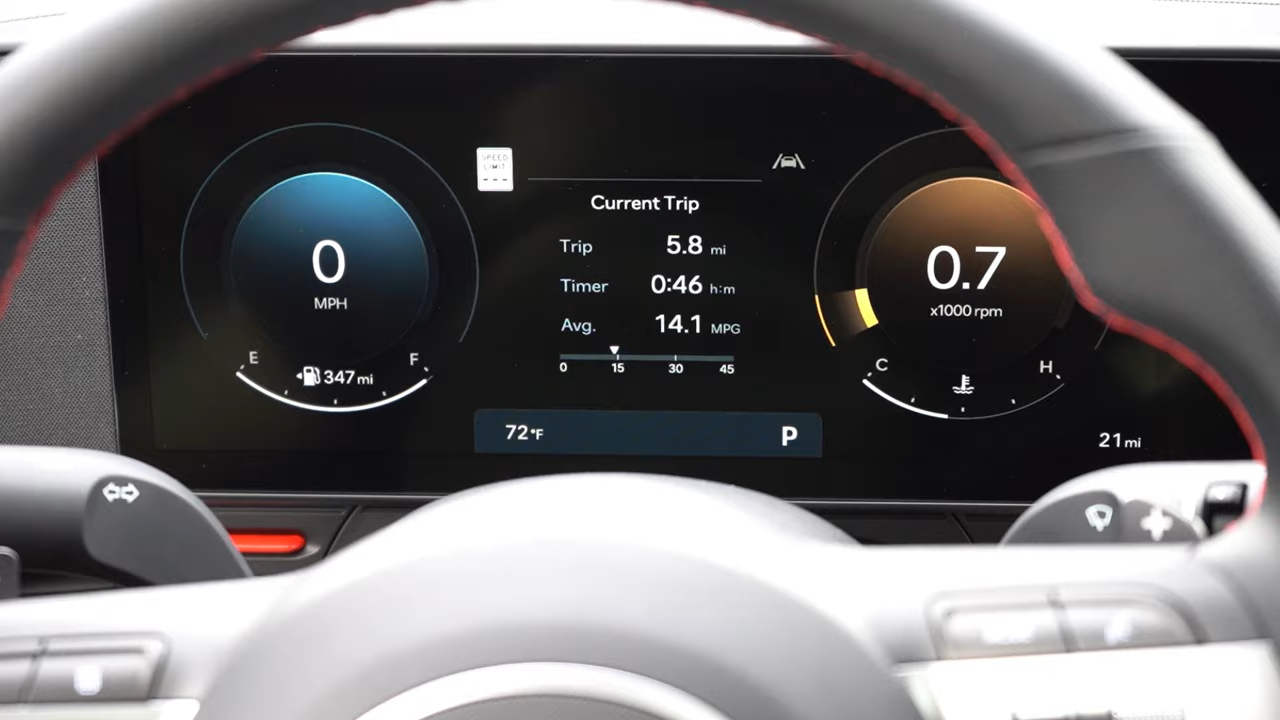 SPEED
LIMIT
---
Current Trip
Trip 5.8 mi
Timer 0:46 h:m
Avg. 14.1 MPG
0 15 30 45
0
MPH
E F
347 mi
0.7
x1000 rpm
C H
72°F P
21 mi